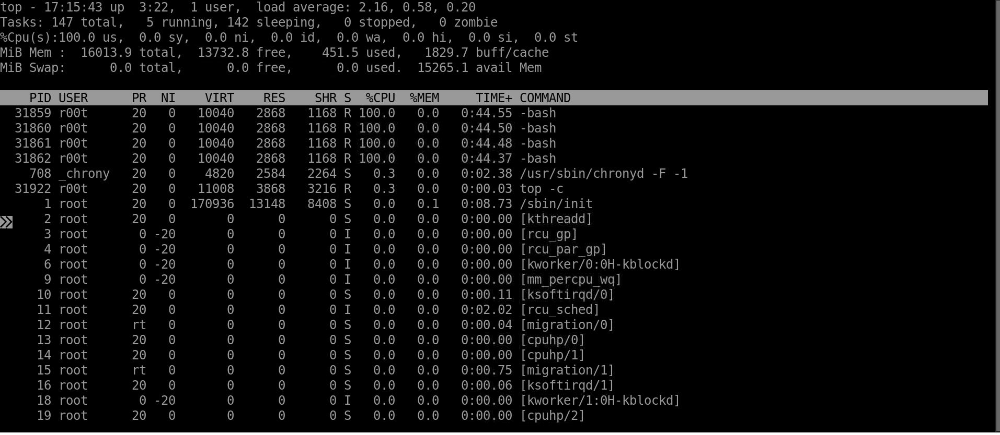 top - 17:15:43 up  3:22,  1 user,  load average: 2.16, 0.58, 0.20
Tasks: 147 total,   5 running, 142 sleeping,   0 stopped,   0 zombie
%Cpu(s):100.0 us,  0.0 sy,  0.0 ni,  0.0 id,  0.0 wa,  0.0 hi,  0.0 si,  0.0 st
MiB Mem :  16013.9 total,  13732.8 free,    451.5 used,   1829.7 buff/cache
MiB Swap:      0.0 total,      0.0 free,      0.0 used.  15265.1 avail Mem
    PID USER      PR  NI    VIRT    RES    SHR S  %CPU  %MEM     TIME+ COMMAND
  31859 r00t      20   0   10040   2868   1168 R 100.0   0.0   0:44.55 -bash
  31860 r00t      20   0   10040   2868   1168 R 100.0   0.0   0:44.50 -bash
  31861 r00t      20   0   10040   2868   1168 R 100.0   0.0   0:44.48 -bash
  31862 r00t      20   0   10040   2868   1168 R 100.0   0.0   0:44.37 -bash
    708 _chrony   20   0    4820   2584   2264 S   0.3   0.0   0:02.38 /usr/sbin/chronyd -F -1
  31922 r00t      20   0   11008   3868   3216 R   0.3   0.0   0:00.03 top -c
      1 root      20   0  170936  13148   8408 S   0.0   0.1   0:08.73 /sbin/init
      2 root      20   0       0      0      0 S   0.0   0.0   0:00.00 [kthreadd]
      3 root       0 -20       0      0      0 I   0.0   0.0   0:00.00 [rcu_gp]
      4 root       0 -20       0      0      0 I   0.0   0.0   0:00.00 [rcu_par_gp]
      6 root       0 -20       0      0      0 I   0.0   0.0   0:00.00 [kworker/0:0H-kblockd]
      9 root       0 -20       0      0      0 I   0.0   0.0   0:00.00 [mm_percpu_wq]
     10 root      20   0       0      0      0 S   0.0   0.0   0:00.11 [ksoftirqd/0]
     11 root      20   0       0      0      0 I   0.0   0.0   0:02.02 [rcu_sched]
     12 root      rt   0       0      0      0 S   0.0   0.0   0:00.04 [migration/0]
     13 root      20   0       0      0      0 S   0.0   0.0   0:00.00 [cpuhp/0]
     14 root      20   0       0      0      0 S   0.0   0.0   0:00.00 [cpuhp/1]
     15 root      rt   0       0      0      0 S   0.0   0.0   0:00.75 [migration/1]
     16 root      20   0       0      0      0 S   0.0   0.0   0:00.06 [ksoftirqd/1]
     18 root       0 -20       0      0      0 I   0.0   0.0   0:00.00 [kworker/1:0H-kblockd]
     19 root      20   0       0      0      0 S   0.0   0.0   0:00.00 [cpuhp/2]